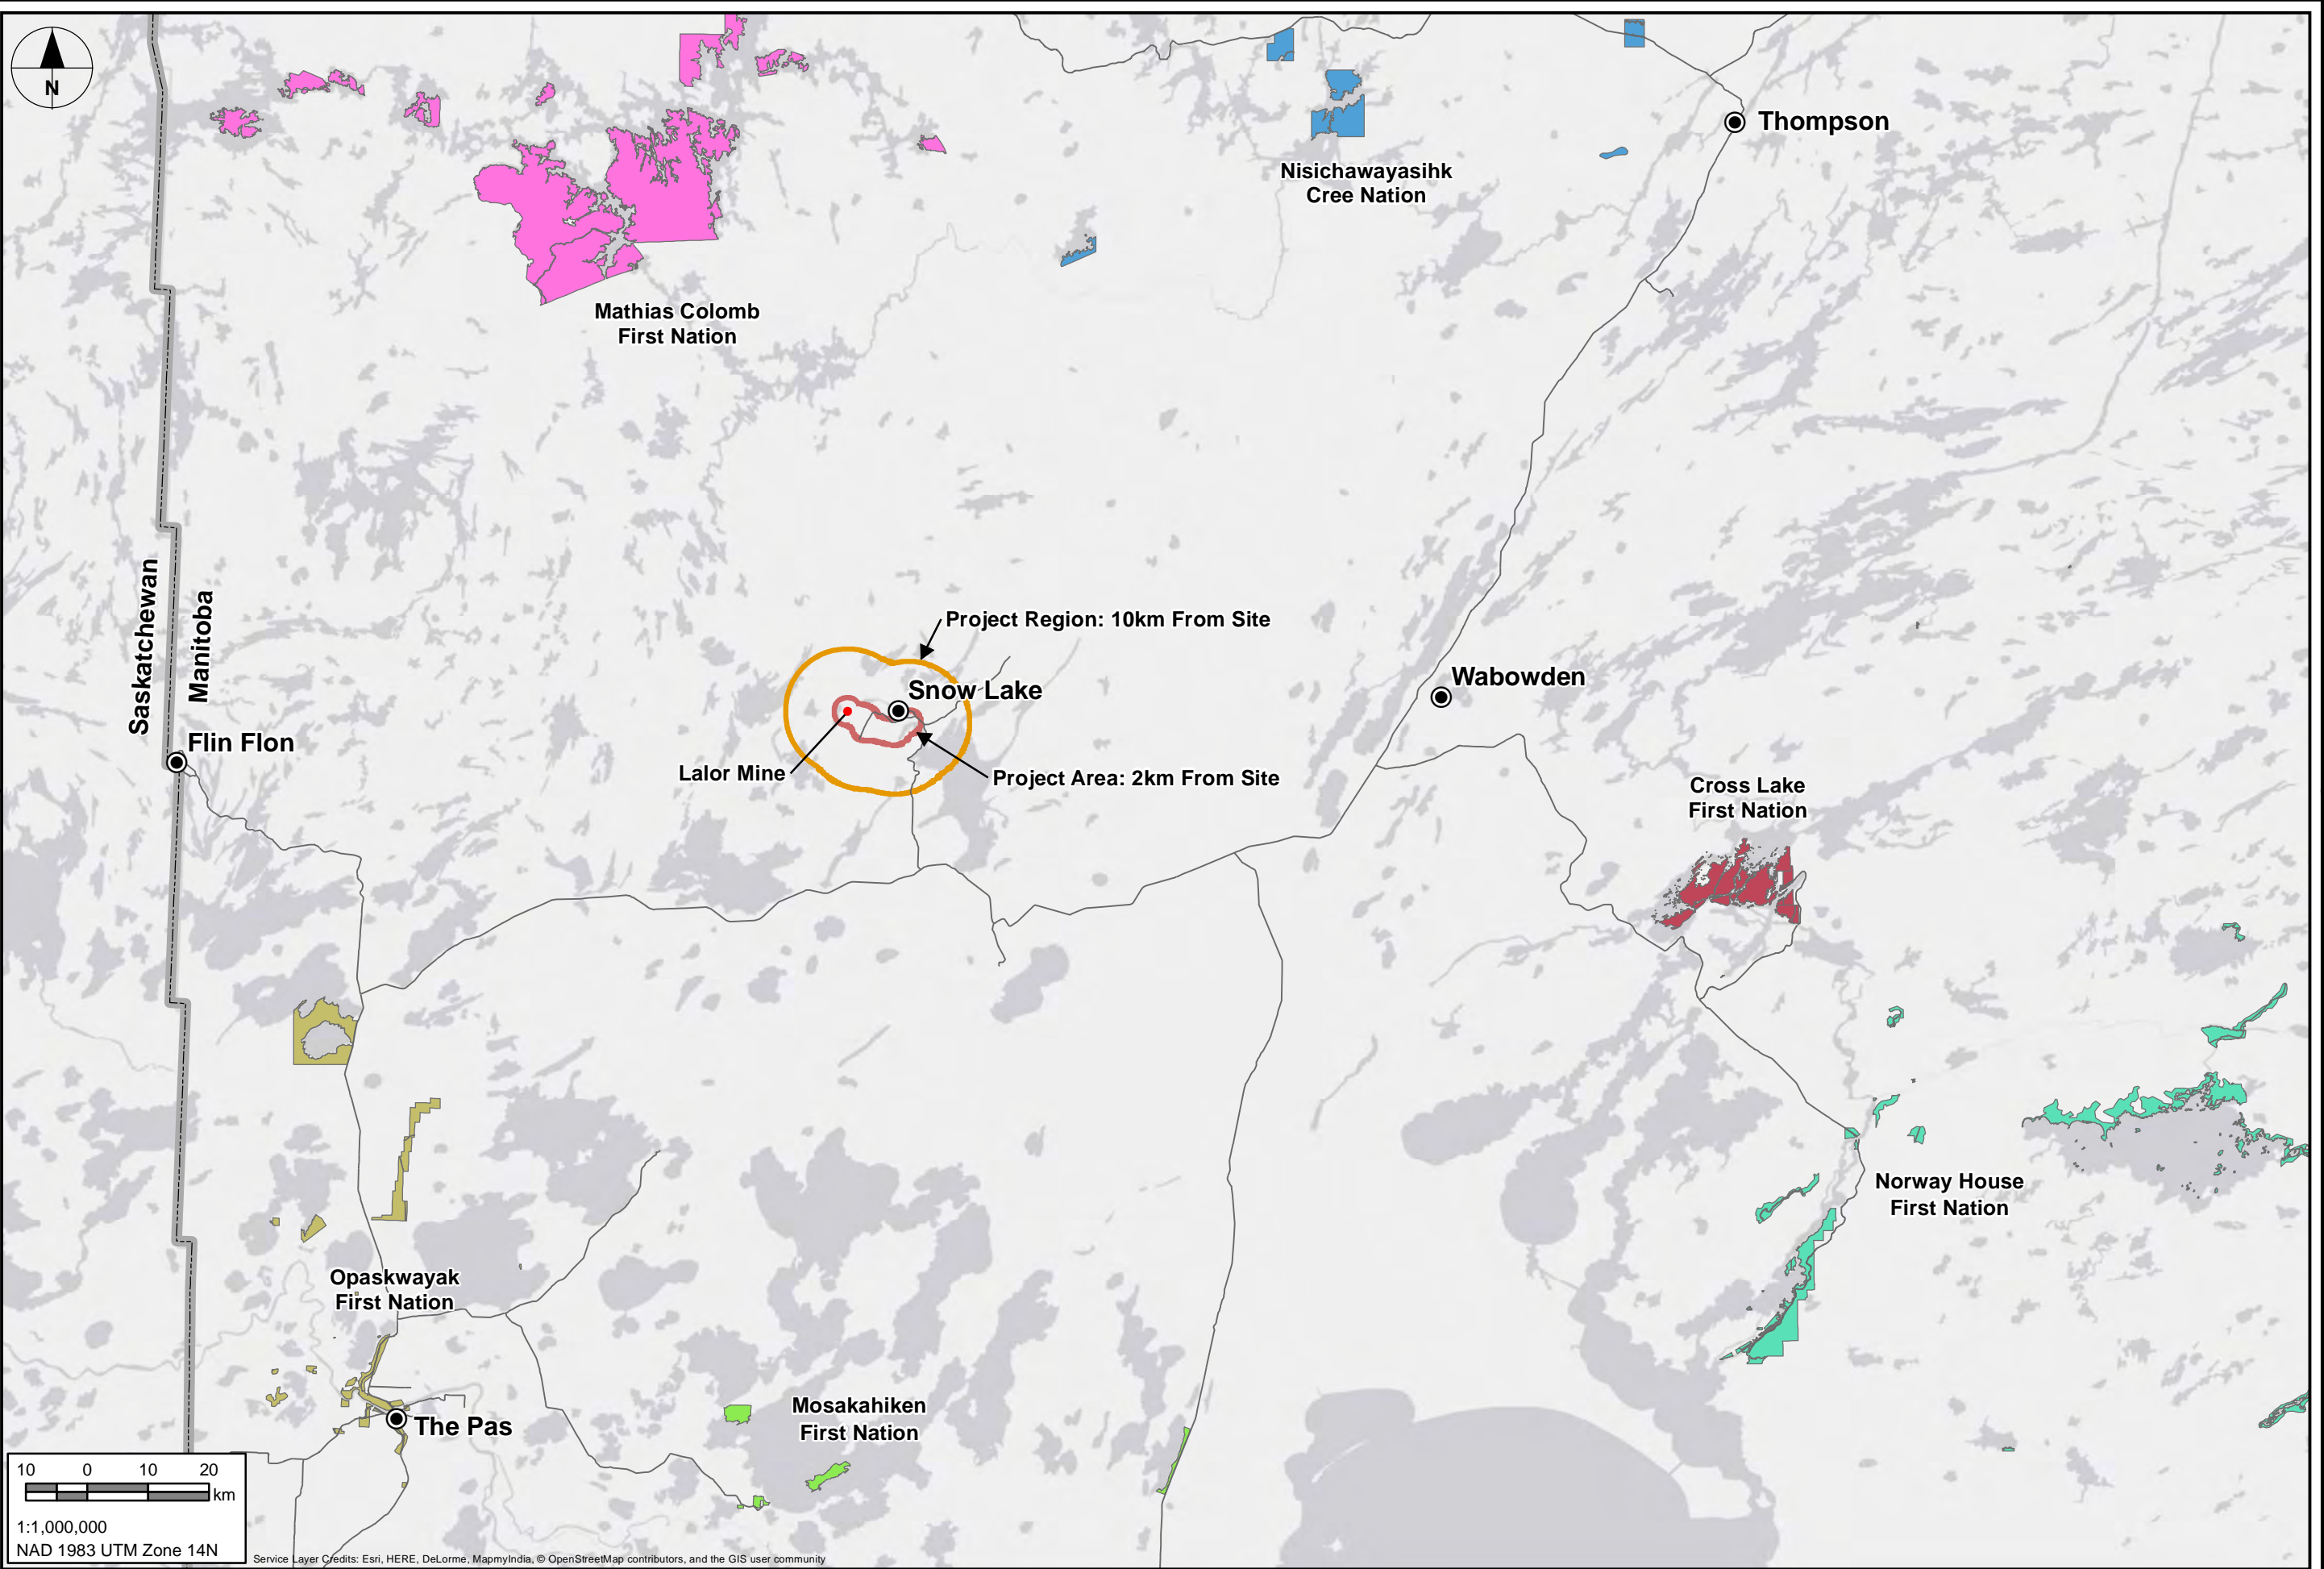 N
Thompson
Nisichawayasihk
Cree Nation
Mathias Colomb
First Nation
Saskatchewan
Manitoba
Project Region: 10km From Site
Snow Lake
Wabowden
Flin Flon
Lalor Mine
Project Area: 2km From Site
Cross Lake
First Nation
Norway House
First Nation
Opaskwayak
First Nation
Mosakahiken
First Nation
The Pas
10 0 10 20
km
1:1,000,000
NAD 1983 UTM Zone 14N
Service Layer Credits: Esri, HERE, DeLorme, MapmyIndia, © OpenStreetMap contributors, and the GIS user community